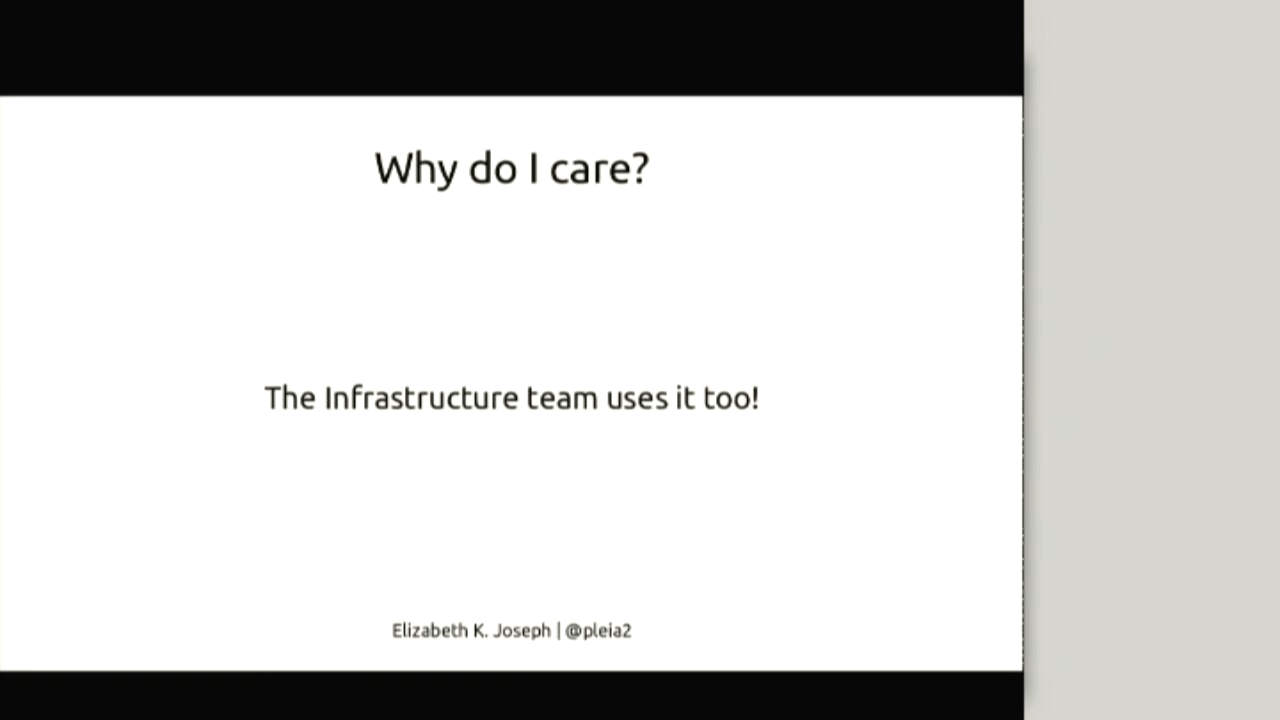 Why do I care?
The Infrastructure team uses it too!
Elizabeth K. Joseph | @pleia2